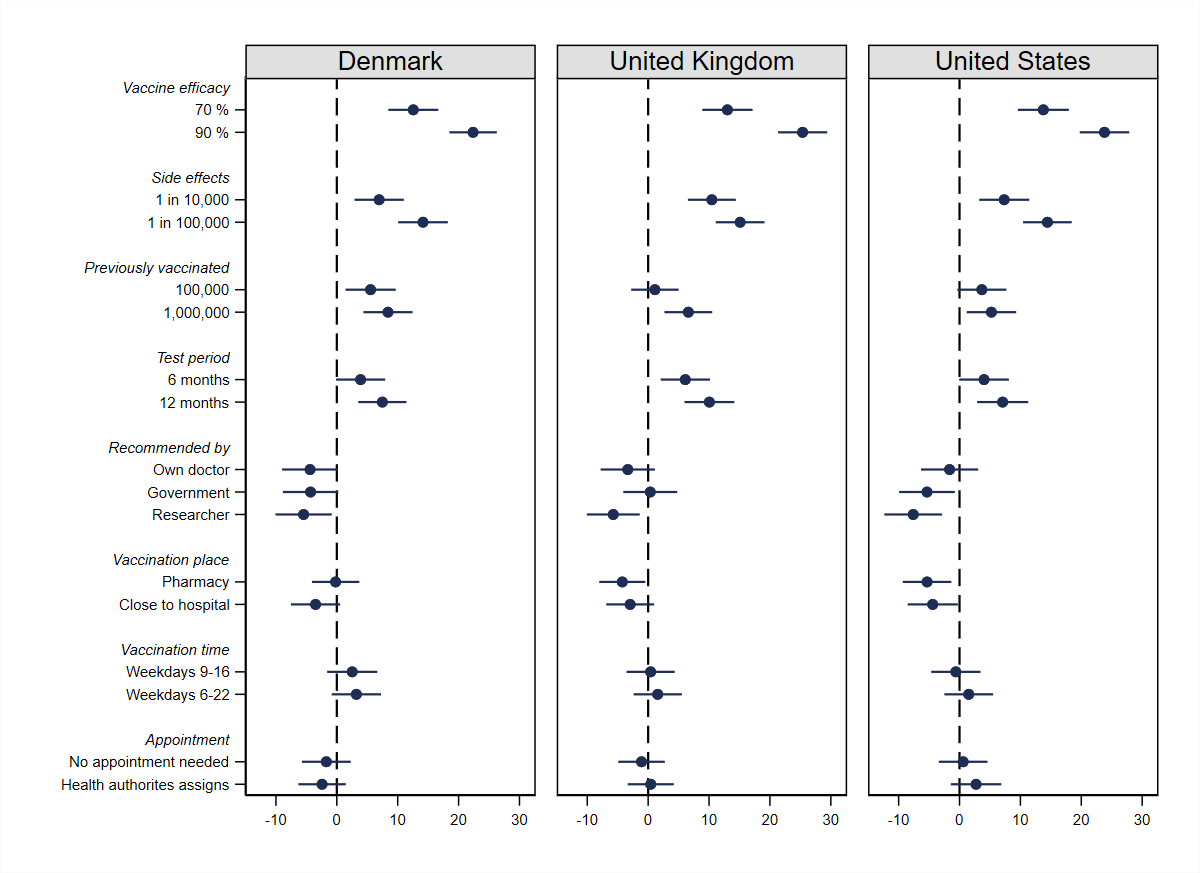 Denmark United Kingdom United States
Vaccine efficacy
70 %
90 %
Side effects
1 in 10,000
1 in 100,000
Previously vaccinated
100,000
1,000,000
Test period
6 months
12 months
Recommended by
Own doctor
Government
Researcher
Vaccination place
Pharmacy
Close to hospital
Vaccination time
Weekdays 9-16
Weekdays 6-22
Appointment
No appointment needed
Health authorites assigns
-10 0 10 20 30 -10 0 10 20 30 -10 0 10 20 30